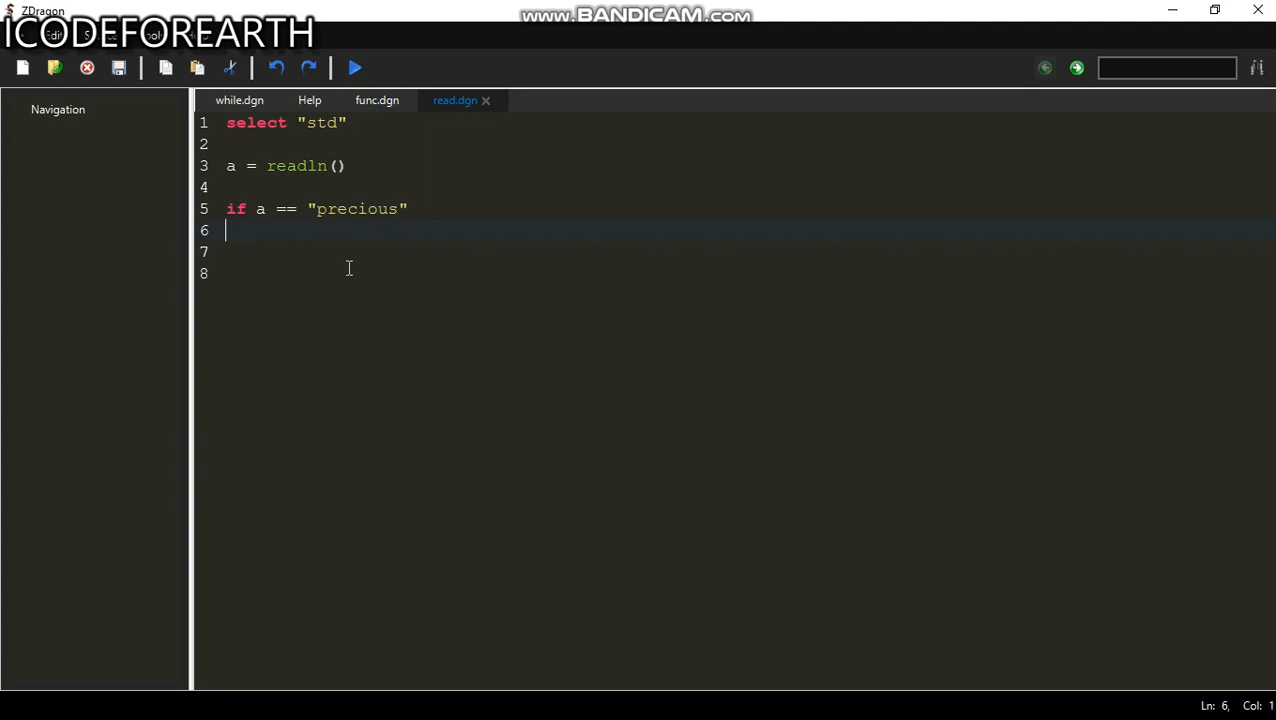 ZDragon
www.BANDICAM.com
ICODEFOREARTH
Navigation
while.dgn Help func.dgn read.dgn
1 select "std"
2
3 a = readln()
4
5 if a == "precious"
6
7
8
Ln: 6, Col: 1